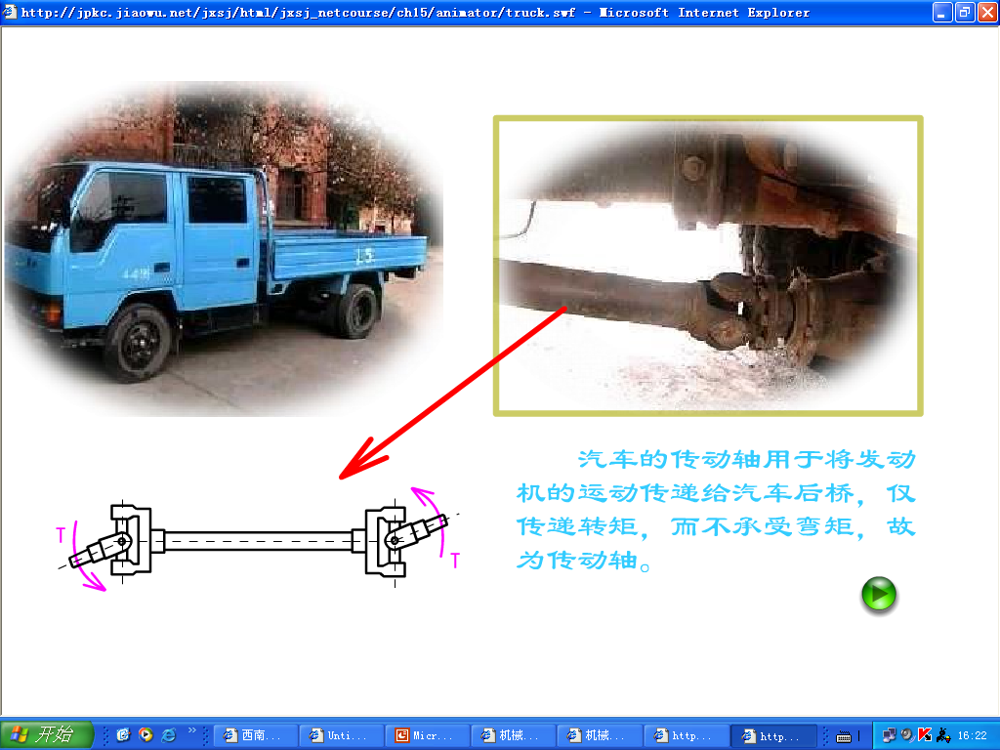 http://jpkc.jiaowu.net/jxsj/html/jxsj_netcourse/ch15/animator/truck.swf - Microsoft Internet Explorer
1.5
T
T
汽车的传动轴用于将发动
机的运动传递给汽车后桥，仅
传递转矩，而不承受弯矩，故
为传动轴。
开始
西南...
Unti...
Micr...
机械...
机械...
http...
http...
16:22